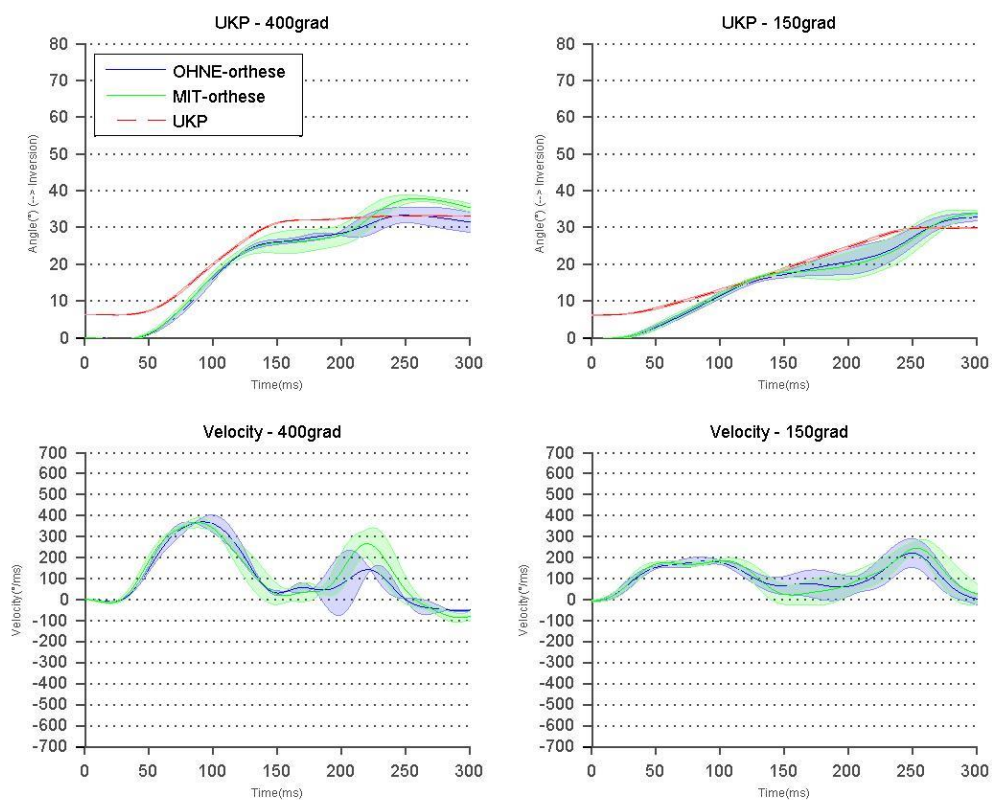 UKP - 400grad
80
70
60
50
40
30
20
10
0
Angle(°) (--> Inversion)
OHNE-orthese
MIT-orthese
UKP
0 50 100 150 200 250 300
Time(ms)
UKP - 150grad
80
70
60
50
40
30
20
10
0
Angle(°) (--> Inversion)
0 50 100 150 200 250 300
Time(ms)
Velocity - 400grad
700
600
500
400
300
200
100
0
-100
-200
-300
-400
-500
-600
-700
Velocity(°/ms)
0 50 100 150 200 250 300
Time(ms)
Velocity - 150grad
700
600
500
400
300
200
100
0
-100
-200
-300
-400
-500
-600
-700
Velocity(°/ms)
0 50 100 150 200 250 300
Time(ms)